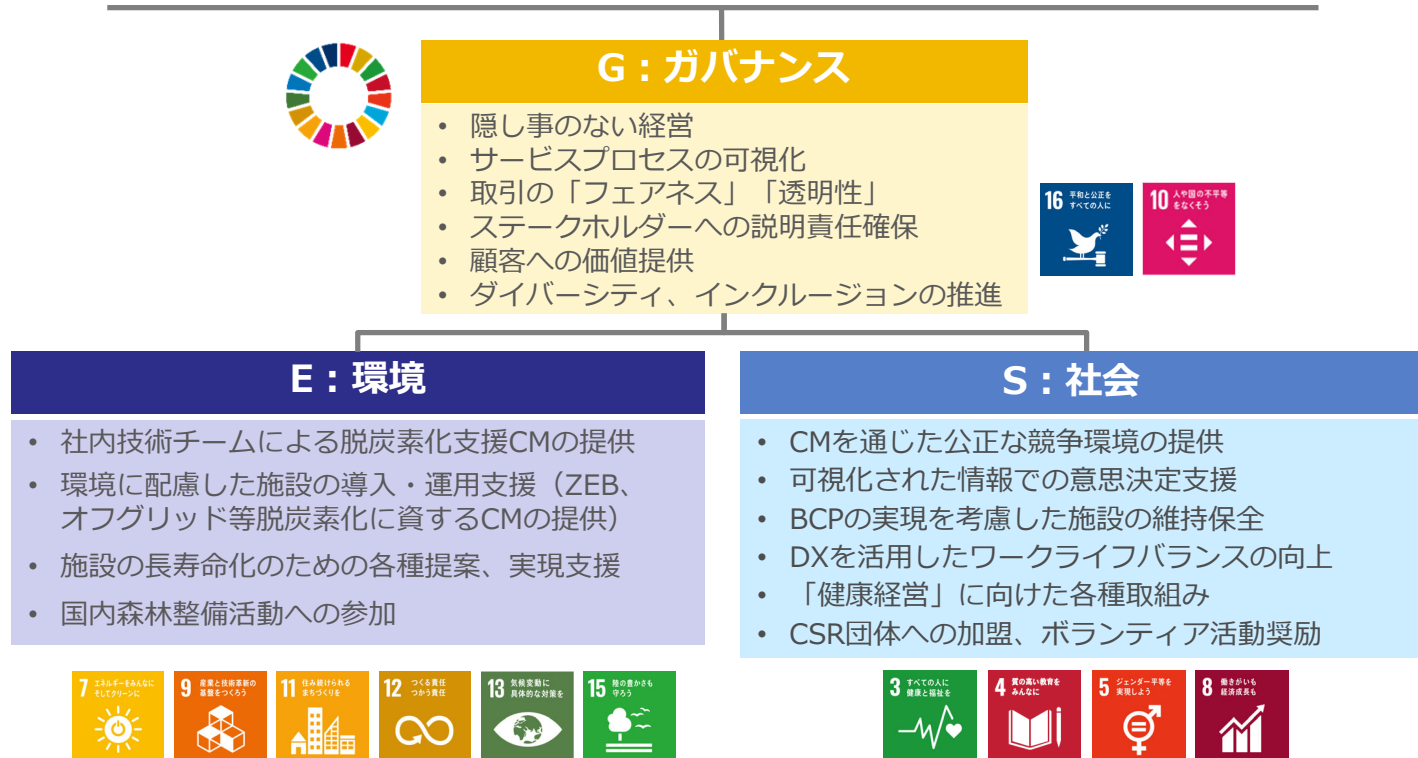 G：ガバナンス
• 隠し事のない経営
• サービスプロセスの可視化
• 取引の「フェアネス」「透明性」
• ステークホルダーへの説明責任確保
• 顧客への価値提供
• ダイバーシティ、インクルージョンの推進
16 平和と公正を
すべての人に
10 人や国の不平等
をなくそう
E：環境
• 社内技術チームによる脱炭素化支援CMの提供
• 環境に配慮した施設の導入・運用支援（ZEB、
オフグリッド等脱炭素化に資するCMの提供）
• 施設の長寿命化のための各種提案、実現支援
• 国内森林整備活動への参加
7 エネルギーをみんなに
そしてクリーンに
9 産業と技術革新の
基盤をつくろう
11 住み続けられる
まちづくりを
12 つくる責任
つかう責任
13 気候変動に
具体的な対策を
15 陸の豊かさも
守ろう
S：社会
• CMを通じた公正な競争環境の提供
• 可視化された情報での意思決定支援
• BCPの実現を考慮した施設の維持保全
• DXを活用したワークライフバランスの向上
• 「健康経営」に向けた各種取組み
• CSR団体への加盟、ボランティア活動奨励
3 すべての人に
健康と福祉を
4 質の高い教育を
みんなに
5 ジェンダー平等を
実現しよう
8 働きがいも
経済成長も